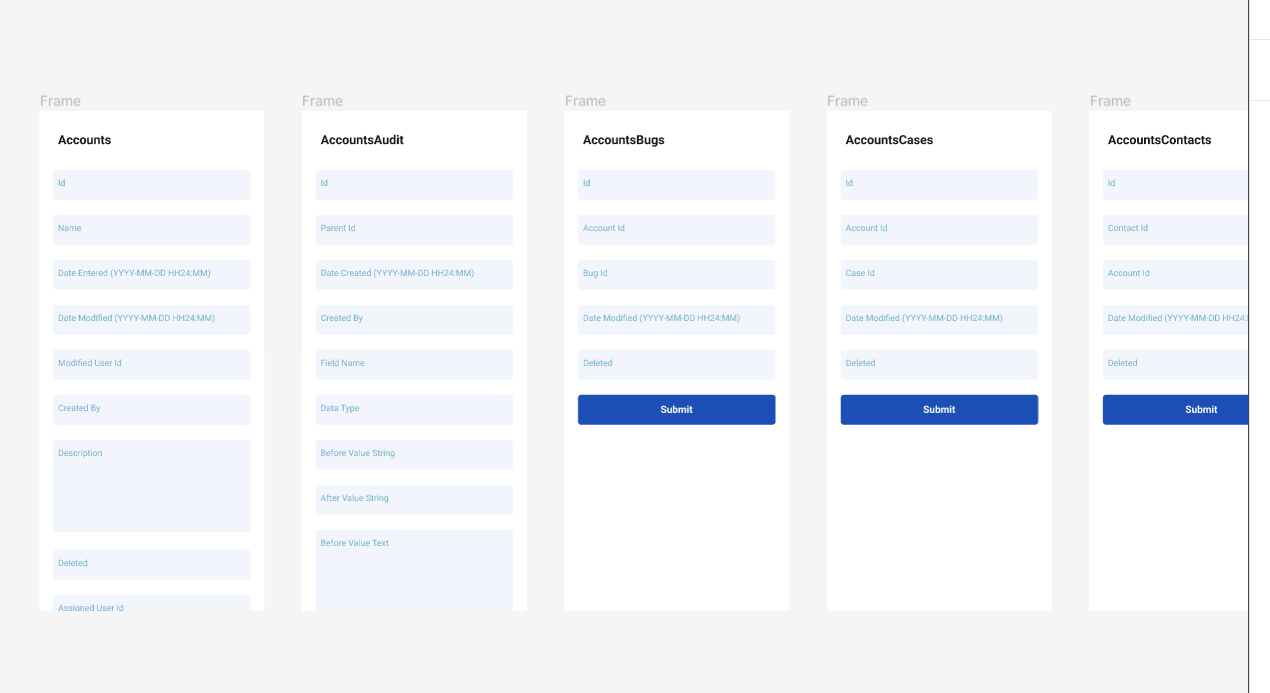 Frame
Accounts
Id
Name
Date Entered (YYYY-MM-DD HH24:MM)
Date Modified (YYYY-MM-DD HH24:MM)
Modified User Id
Created By
Description
Deleted
Assigned User Id
Frame
AccountsAudit
Id
Parent Id
Date Created (YYYY-MM-DD HH24:MM)
Created By
Field Name
Data Type
Before Value String
After Value String
Before Value Text
Frame
AccountsBugs
Id
Account Id
Bug Id
Date Modified (YYYY-MM-DD HH24:MM)
Deleted
Submit
Frame
AccountsCases
Id
Account Id
Case Id
Date Modified (YYYY-MM-DD HH24:MM)
Deleted
Submit
Frame
AccountsContacts
Id
Contact Id
Account Id
Date Modified (YYYY-MM-DD HH24:
Deleted
Submit